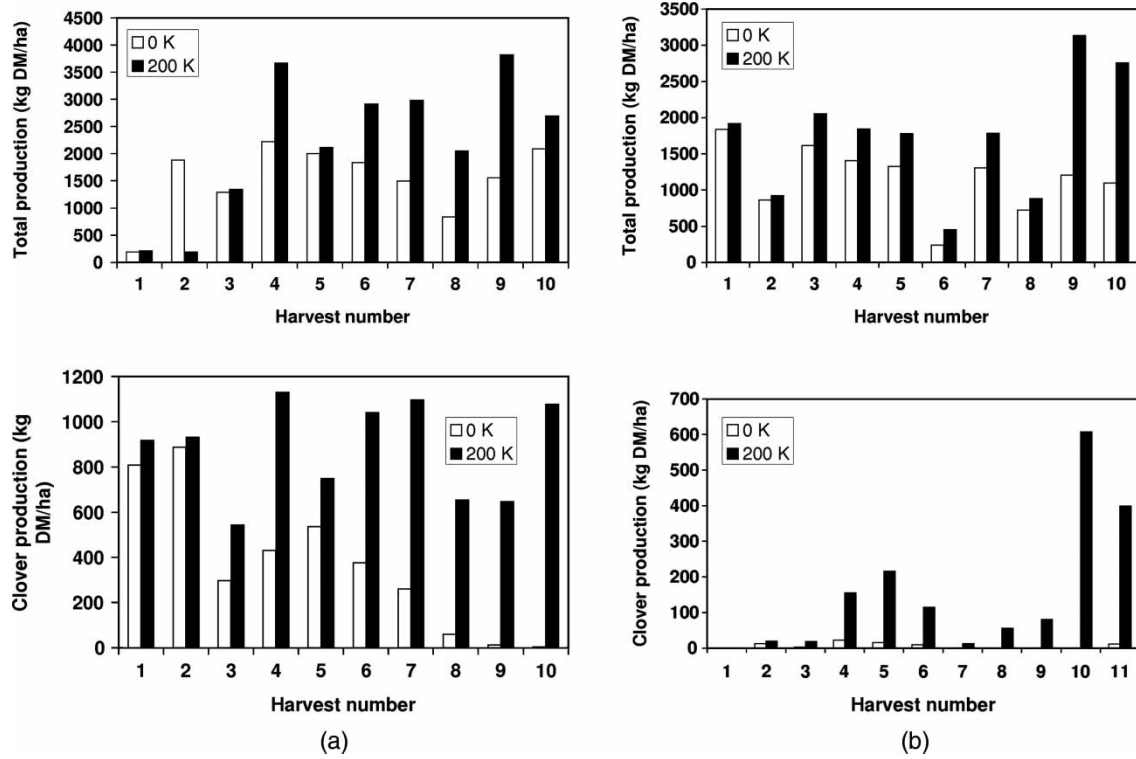 Total production (kg DM/ha)
4500
4000
3500
3000
2500
2000
1500
1000
500
0
0 K
200 K
1 2 3 4 5 6 7 8 9 10
Harvest number
Total production (kg DM/ha)
3500
3000
2500
2000
1500
1000
500
0
0 K
200 K
1 2 3 4 5 6 7 8 9 10
Harvest number
Clover production (kg
DM/ha)
1200
1000
800
600
400
200
0
0 K
200 K
1 2 3 4 5 6 7 8 9 10
Harvest number
(a)
Clover production (kg DM/ha)
700
600
500
400
300
200
100
0
0 K
200 K
1 2 3 4 5 6 7 8 9 10 11
Harvest number
(b)